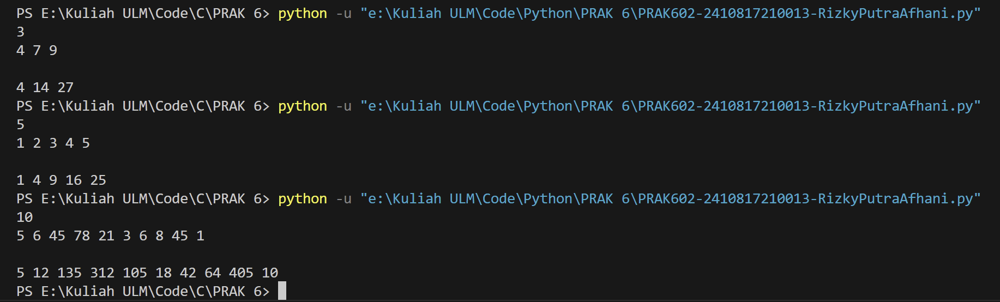 PS E:\Kuliah ULM\Code\C\PRAK 6> python -u "e:\Kuliah ULM\Code\Python\PRAK 6\PRAK602-2410817210013-RizkyPutraAfhani.py"
3
4 7 9
4 14 27
PS E:\Kuliah ULM\Code\C\PRAK 6> python -u "e:\Kuliah ULM\Code\Python\PRAK 6\PRAK602-2410817210013-RizkyPutraAfhani.py"
5
1 2 3 4 5
1 4 9 16 25
PS E:\Kuliah ULM\Code\C\PRAK 6> python -u "e:\Kuliah ULM\Code\Python\PRAK 6\PRAK602-2410817210013-RizkyPutraAfhani.py"
10
5 6 45 78 21 3 6 8 45 1
5 12 135 312 105 18 42 64 405 10
PS E:\Kuliah ULM\Code\C\PRAK 6>